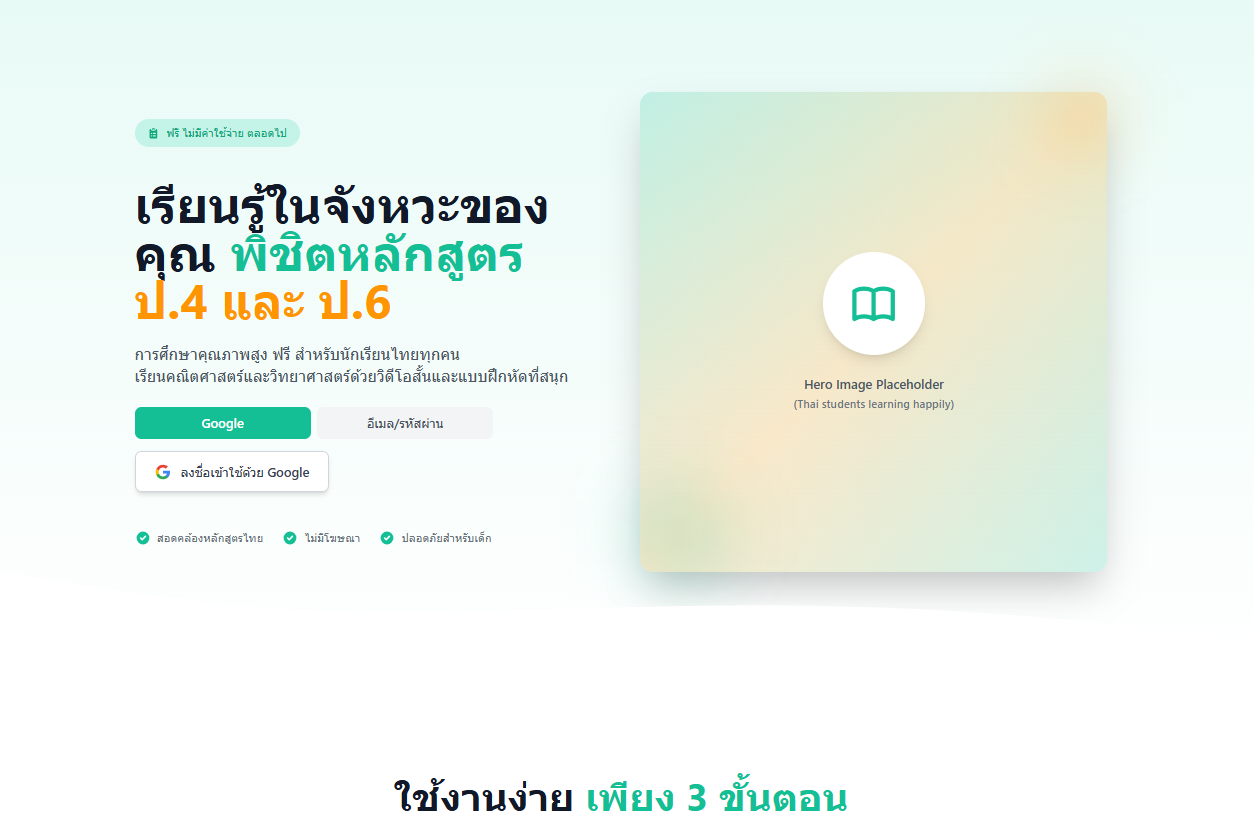 ฟรี ไม่มีค่าใช้จ่าย ตลอดไป
เรียนรู้ในจังหวะของ
คุณ พิชิตหลักสูตร
ป.4 และ ป.6
การศึกษาคุณภาพสูง ฟรี สำหรับนักเรียนไทยทุกคน
เรียนคณิตศาสตร์และวิทยาศาสตร์ด้วยวิดีโอสั้นและแบบฝึกหัดที่สนุก
Google
อีเมล/รหัสผ่าน
ลงชื่อเข้าใช้ด้วย Google
สอดคล้องหลักสูตรไทย
ไม่มีโฆษณา
ปลอดภัยสำหรับเด็ก
Hero Image Placeholder
(Thai students learning happily)
ใช้งานง่าย เพียง 3 ขั้นตอน